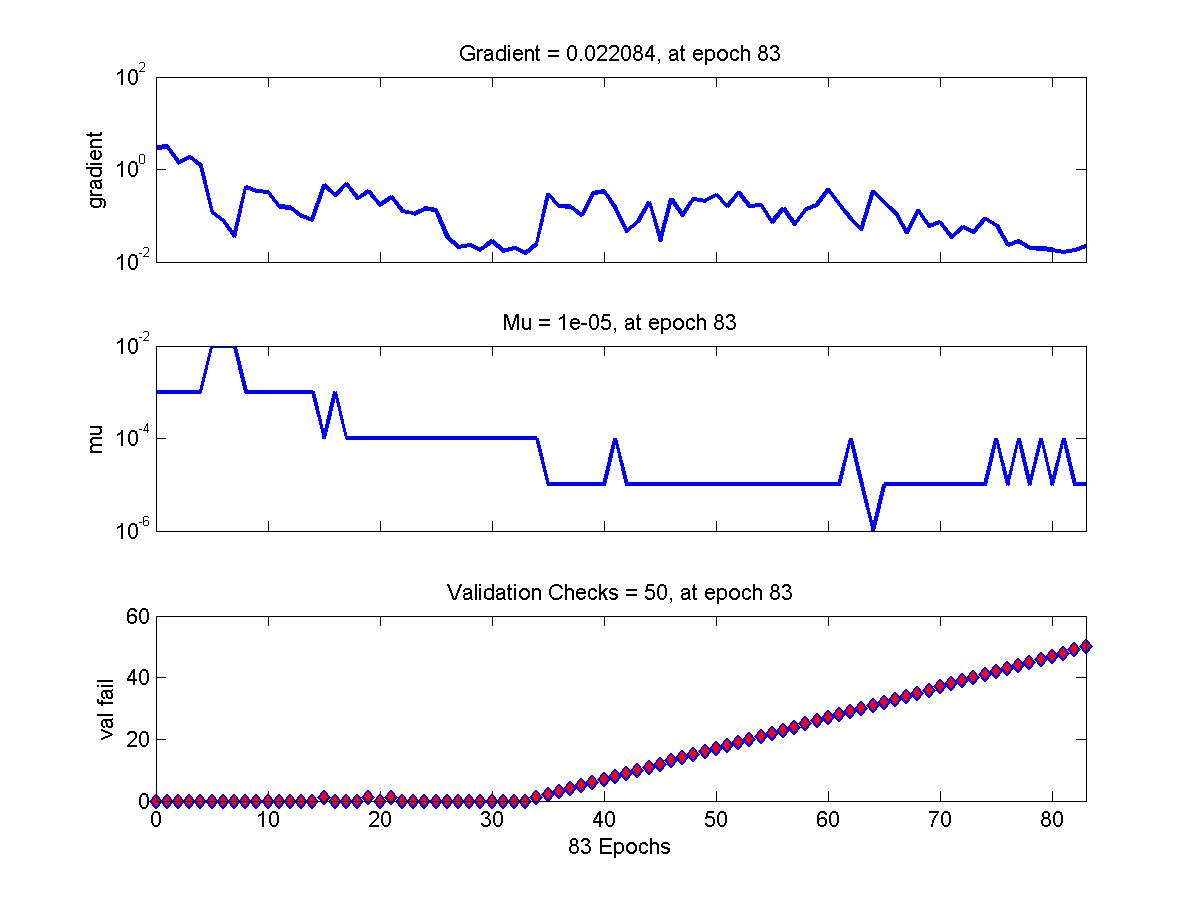 Gradient = 0.022084, at epoch 83
10^2
10^0
10^-2
gradient
Mu = 1e-05, at epoch 83
10^-2
10^-4
10^-6
mu
Validation Checks = 50, at epoch 83
60
40
20
0
val fail
0 10 20 30 40 50 60 70 80
83 Epochs